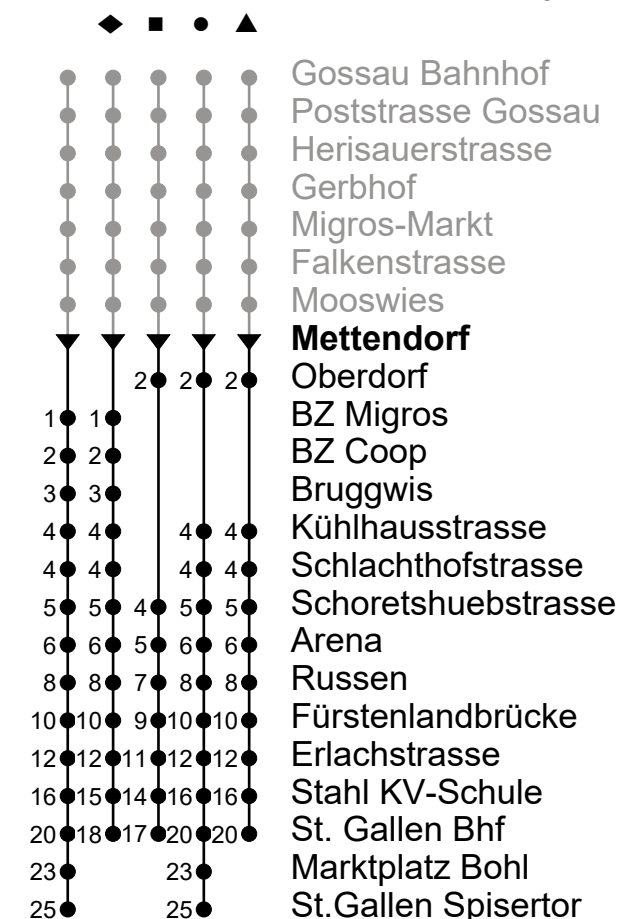 Gossau Bahnhof
Poststrasse Gossau
Herisauerstrasse
Gerbhof
Migros-Markt
Falkenstrasse
Mooswies
Mettendorf
2 2 2 Oberdorf
1 1 BZ Migros
2 2 BZ Coop
3 3 Bruggwis
4 4 4 4 Kühlhausstrasse
4 4 4 4 Schlachthofstrasse
5 5 4 5 5 Schoretshuebstrasse
6 6 5 6 6 Arena
8 8 7 8 8 Russen
10 10 9 10 10 Fürstenlandbrücke
12 12 11 12 12 Erlachstrasse
16 15 14 16 16 Stahl KV-Schule
20 18 17 20 20 St. Gallen Bhf
23 23 Marktplatz Bohl
25 25 St.Gallen Spisertor